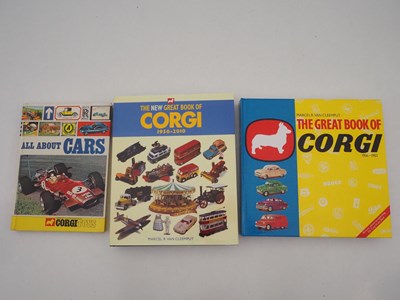 ALL ABOUT CARS
CORGI TOYS
THE NEW GREAT BOOK OF
CORGI
1956-2010
MARCEL R. VAN CLEEMPUT
MARCEL R. VAN CLEEMPUT
THE GREAT BOOK OF
CORGI